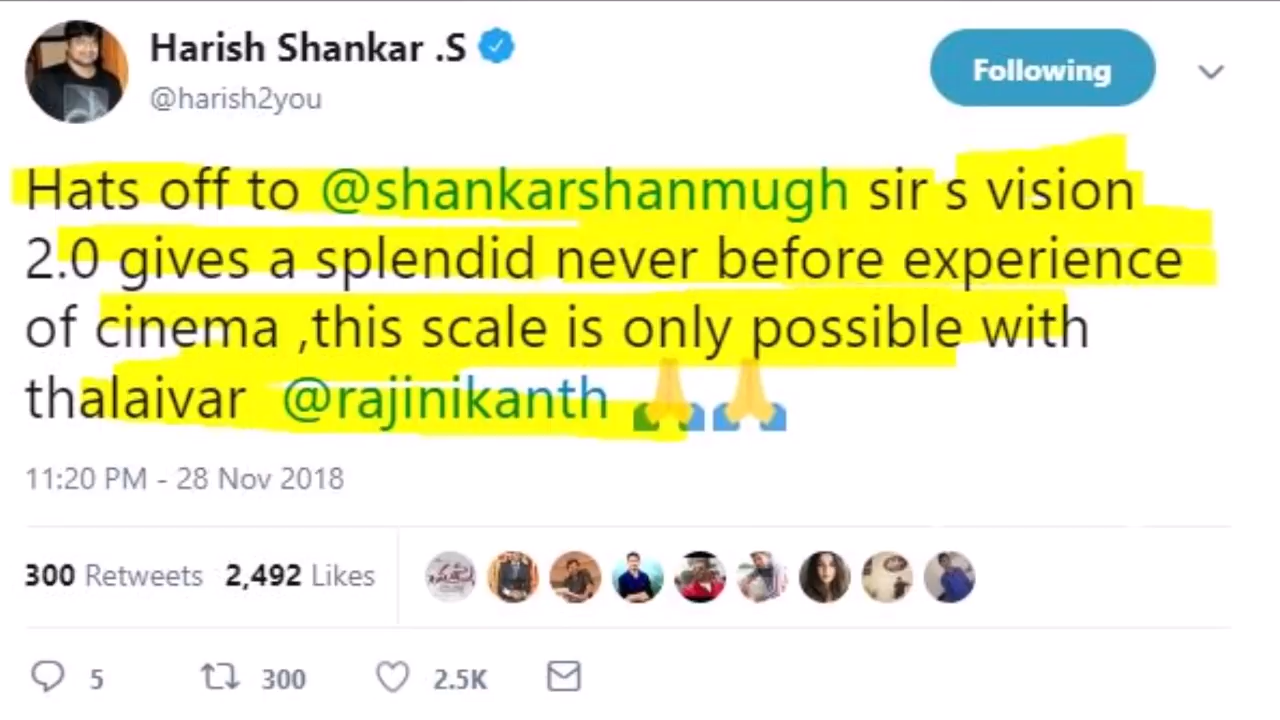 Harish Shankar .S
@harish2you
Following
Hats off to @shankarshanmugh sir s vision
2.0 gives a splendid never before experience
of cinema ,this scale is only possible with
thalaivar @rajinikanth 🙏🙏
11:20 PM - 28 Nov 2018
300 Retweets 2,492 Likes
5 300 2.5K